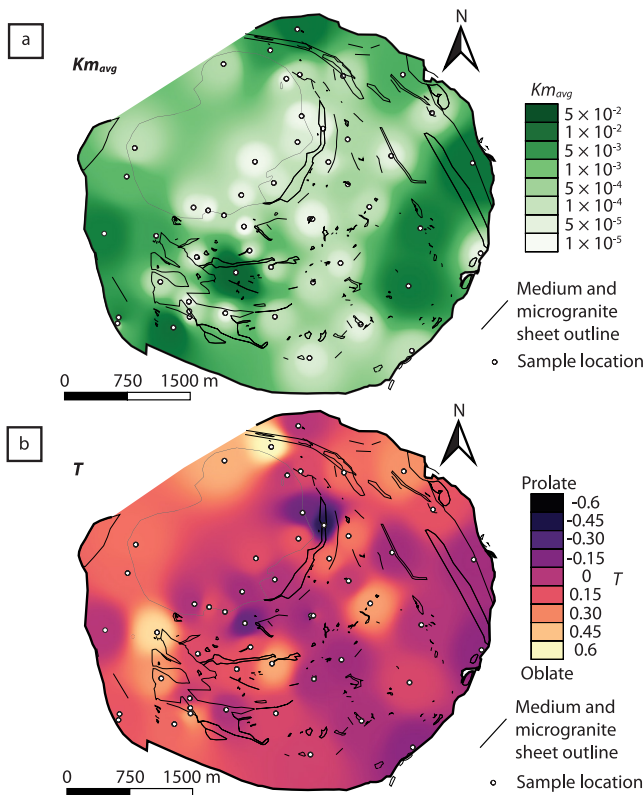 a
Km_avg
N
Km_avg
5 × 10⁻²
1 × 10⁻²
5 × 10⁻³
1 × 10⁻³
5 × 10⁻⁴
1 × 10⁻⁴
5 × 10⁻⁵
1 × 10⁻⁵
Medium and
microgranite
sheet outline
Sample location
0 750 1500 m
b
T
N
Prolate
-0.6
-0.45
-0.30
-0.15
0 T
0.15
0.30
0.45
0.6
Oblate
Medium and
microgranite
sheet outline
Sample location
0 750 1500 m